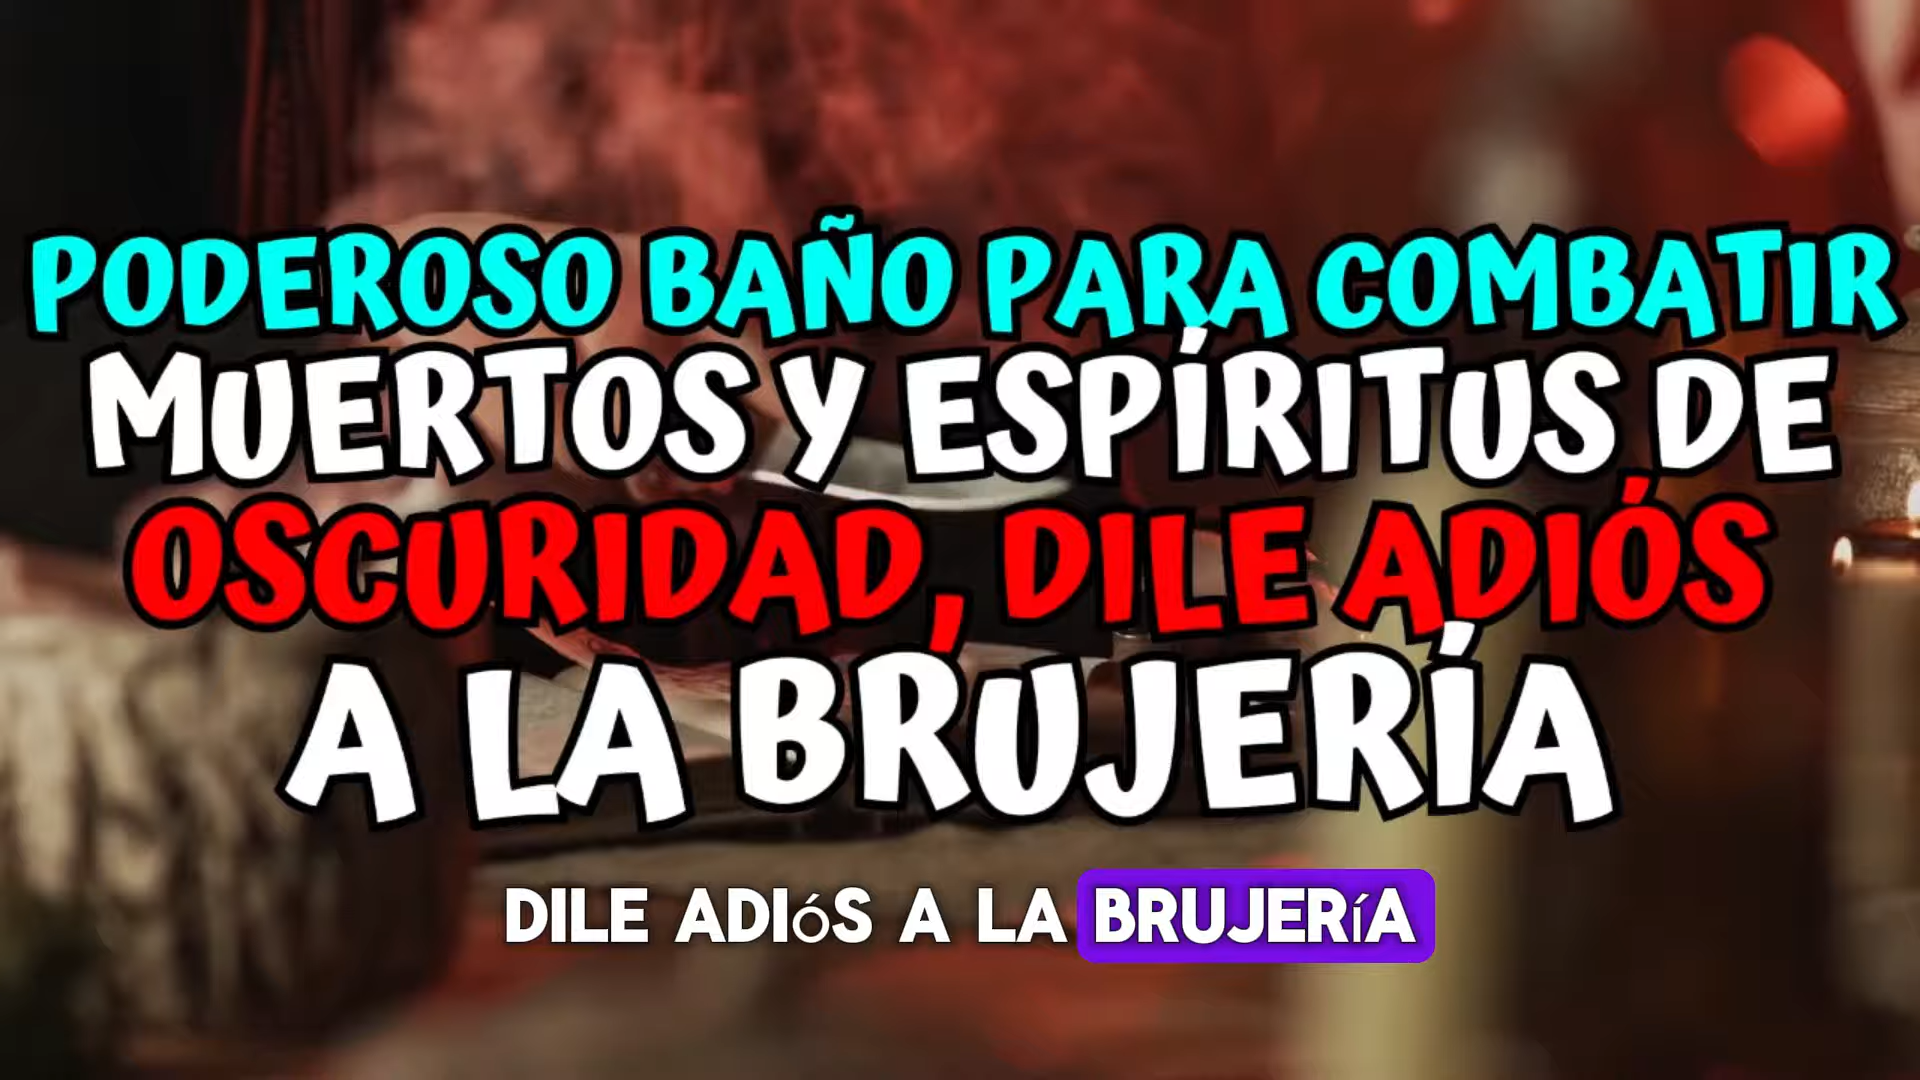 PODEROSO BAÑO PARA COMBATIR
MUERTOS Y ESPÍRITUS DE
OSCURIDAD, DILE ADIÓS
A LA BRUJERÍA
DILE ADIóS A LA BRUJERíA